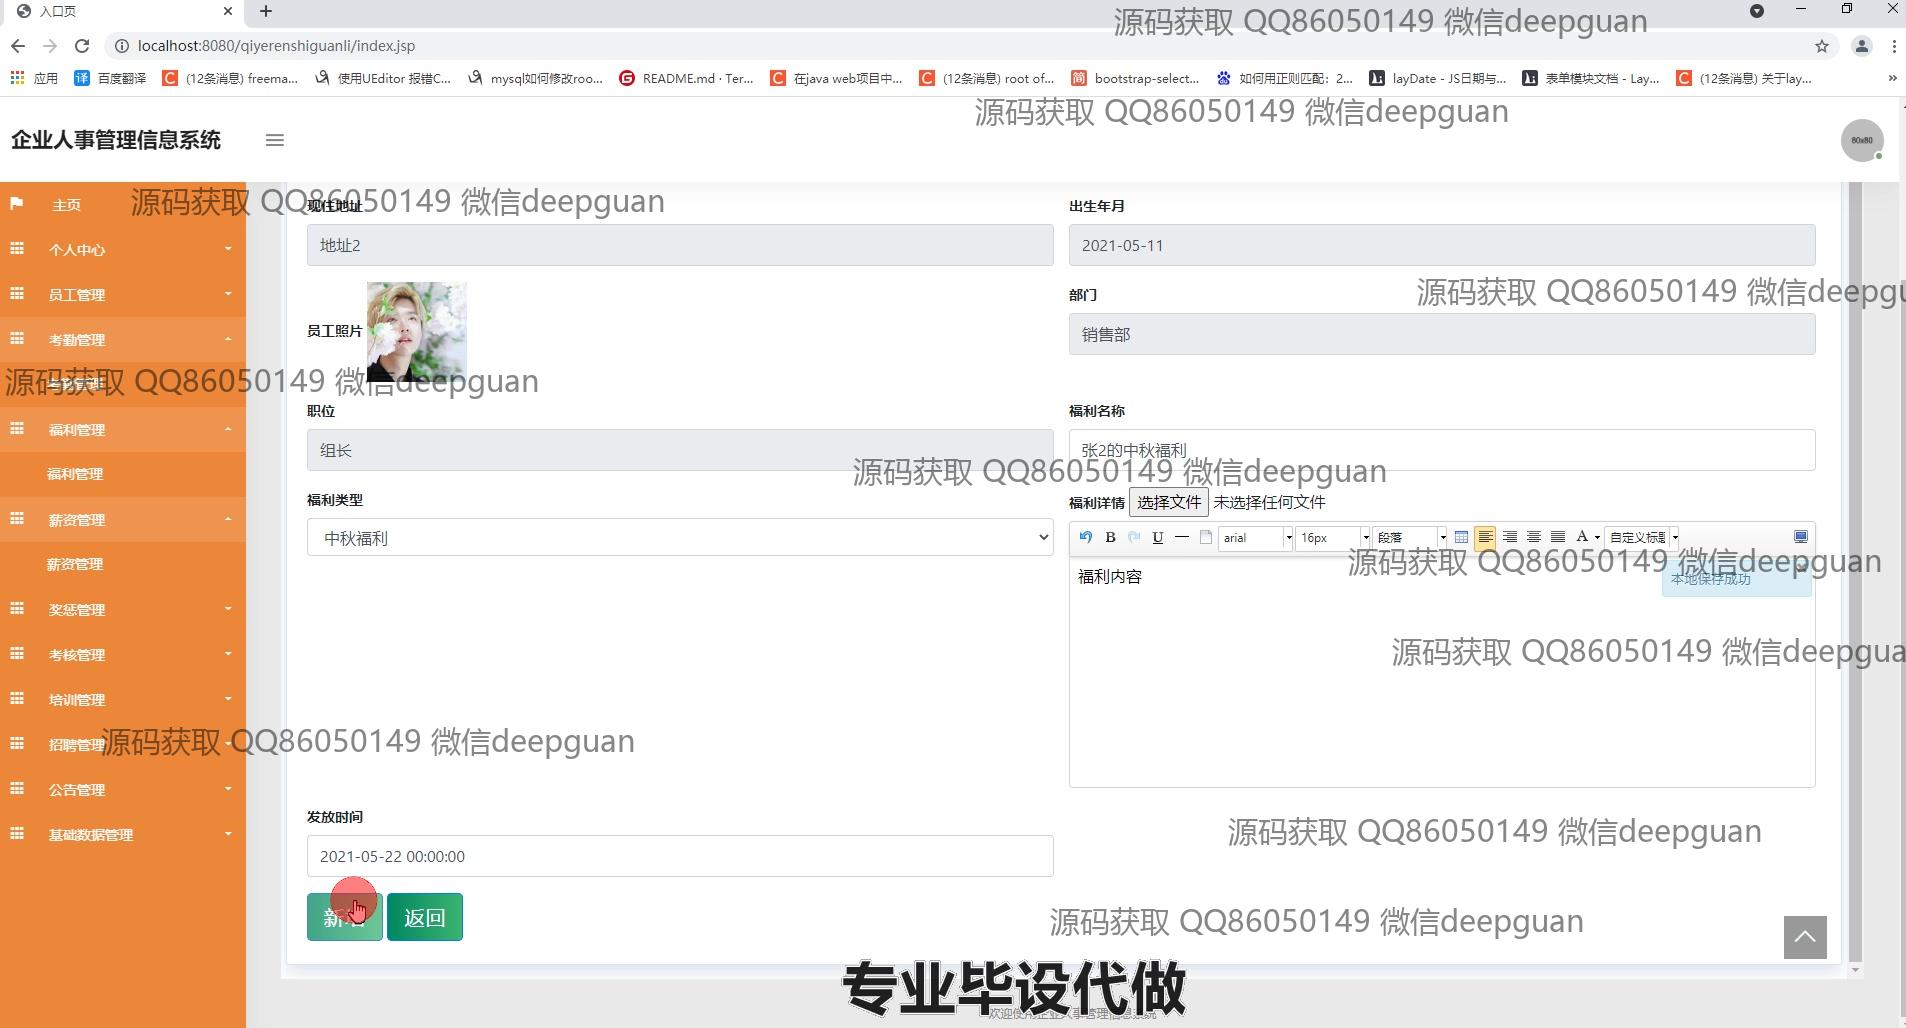 入口页
源码获取 QQ86050149 微信deepguan
localhost:8080/qiyerenshiguanli/index.jsp
应用
百度翻译
(12条消息) freema...
使用UEditor 报错C...
mysql如何修改roo...
README.md · Ter...
在java web项目中...
(12条消息) root of...
bootstrap-select...
如何用正则匹配：2...
layDate - JS日期与...
表单模块文档 - Lay...
(12条消息) 关于lay...
源码获取 QQ86050149 微信deepguan
企业人事管理信息系统
80x80
主页
源码获取 QQ86050149 微信deepguan
现住地址
出生年月
个人中心
地址2
2021-05-11
员工管理
部门
源码获取 QQ86050149 微信deepgu
员工照片
销售部
考勤管理
源码获取 QQ86050149 微信deepguan
职位
福利名称
福利管理
组长
张2的中秋福利
福利管理
源码获取 QQ86050149 微信deepguan
福利类型
福利详情 选择文件 未选择任何文件
薪资管理
中秋福利
arial
16px
段落
自定义标题
薪资管理
源码获取 QQ86050149 微信deepguan
福利内容
本地保存成功
奖惩管理
考核管理
源码获取 QQ86050149 微信deepgua
培训管理
招聘管理
源码获取 QQ86050149 微信deepguan
公告管理
发放时间
基础数据管理
源码获取 QQ86050149 微信deepguan
2021-05-22 00:00:00
新增
返回
源码获取 QQ86050149 微信deepguan
专业毕设代做
欢迎使用企业人事管理信息系统